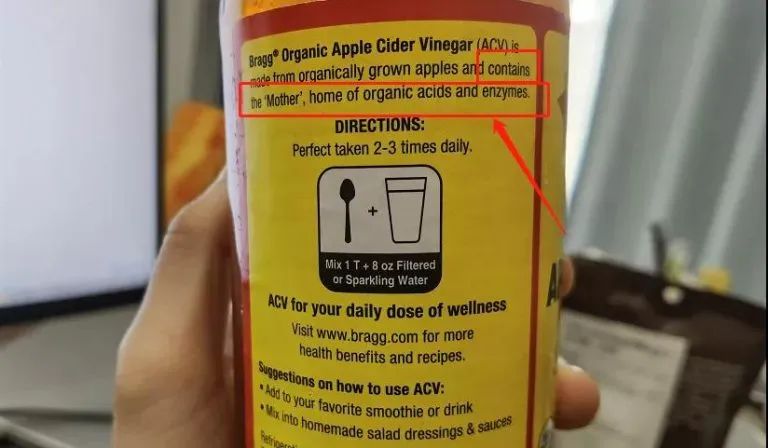 Bragg® Organic Apple Cider Vinegar (ACV) is
made from organically grown apples and contains
the 'Mother', home of organic acids and enzymes.
DIRECTIONS:
Perfect taken 2-3 times daily.
+
Mix 1 T + 8 oz Filtered
or Sparkling Water
ACV for your daily dose of wellness
Visit www.bragg.com for more
health benefits and recipes.
Suggestions on how to use ACV:
• Add to your favorite smoothie or drink
• Mix into homemade salad dressings & sauces